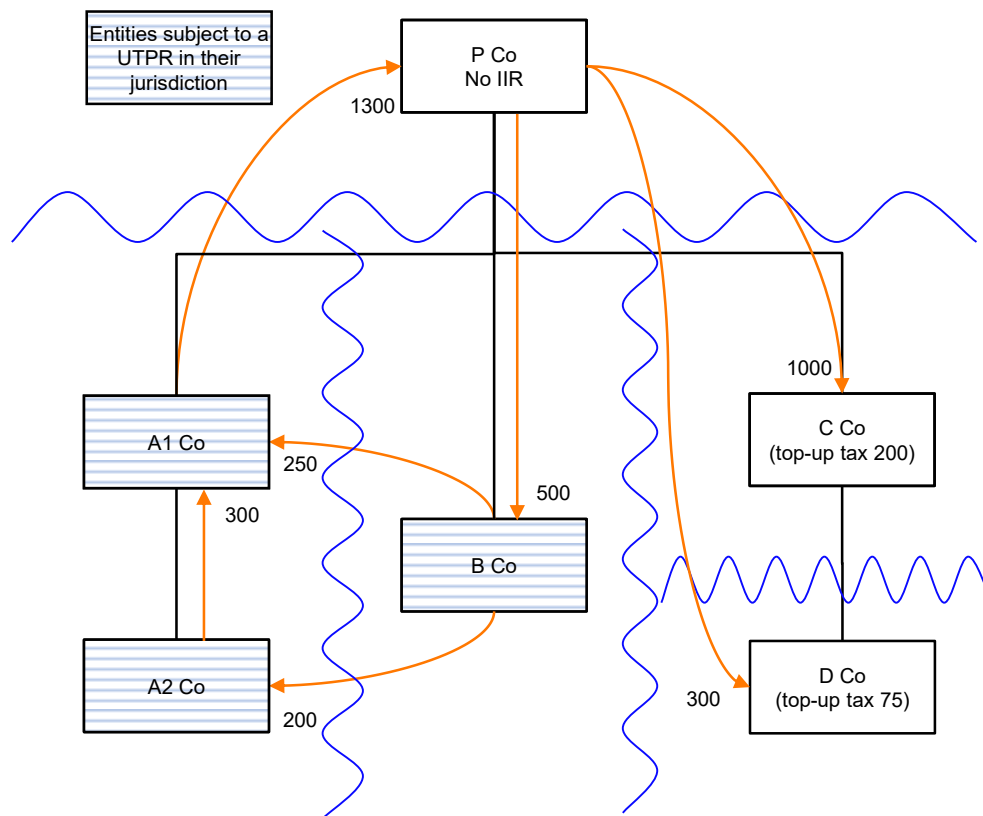 Entities subject to a
UTPR in their
jurisdiction
P Co
No IIR
1300
1000
A1 Co
250
C Co
(top-up tax 200)
500
300
B Co
A2 Co
200
D Co
(top-up tax 75)
300